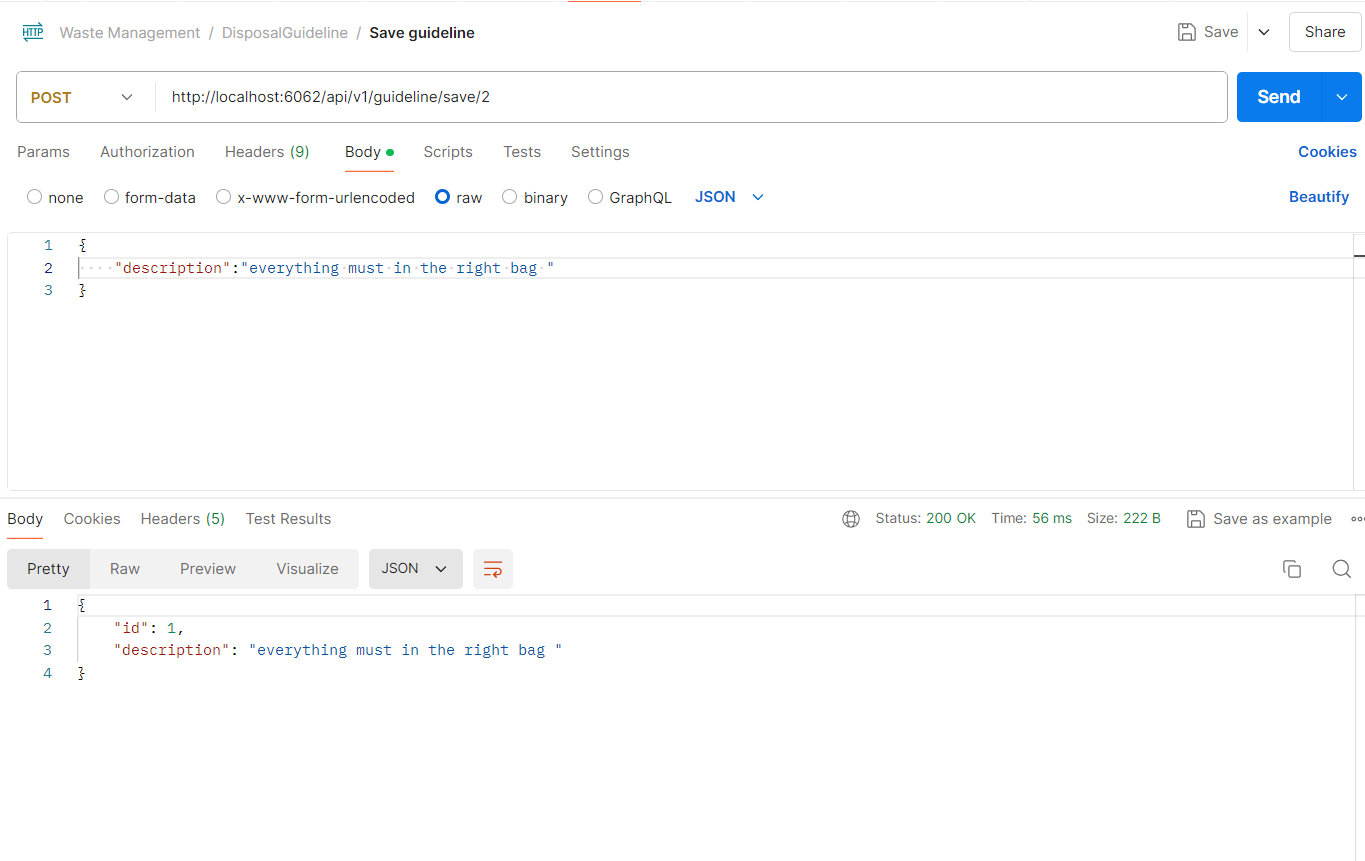 HTTP Waste Management / DisposalGuideline / Save guideline Save Share
POST http://localhost:6062/api/v1/guideline/save/2 Send
Params Authorization Headers (9) Body Scripts Tests Settings Cookies
none form-data x-www-form-urlencoded raw binary GraphQL JSON Beautify
1 {
2 ····"description":"everything·must·in·the·right·bag·"
3 }
Body Cookies Headers (5) Test Results Status: 200 OK Time: 56 ms Size: 222 B Save as example
Pretty Raw Preview Visualize JSON
1 {
2 "id": 1,
3 "description": "everything must in the right bag "
4 }